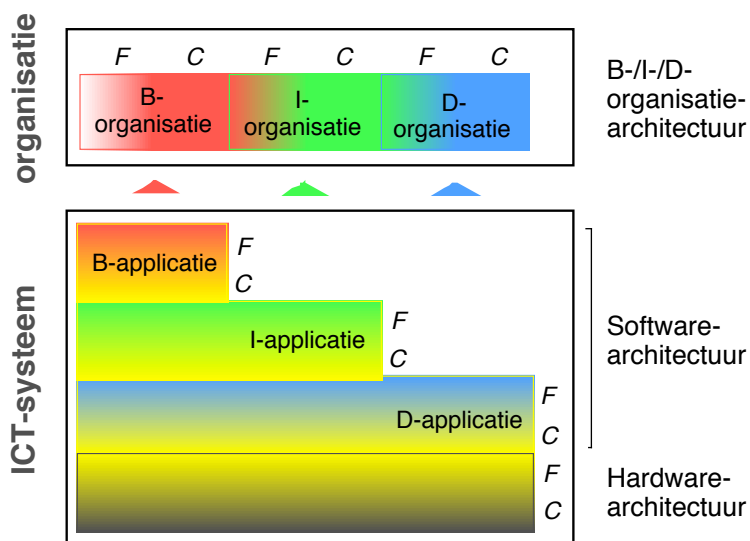 organisatie
F C F C F C
B-
organisatie
I-
organisatie
D-
organisatie
B-/I-/D-
organisatie-
architectuur
ICT-systeem
B-applicatie
F
C
I-applicatie
F
C
D-applicatie
F
C
F
C
Software-
architectuur
Hardware-
architectuur